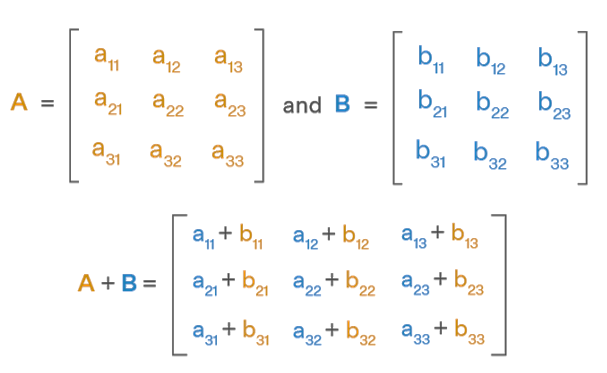 a₁₁ a₁₂ a₁₃
a₂₁ a₂₂ a₂₃
a₃₁ a₃₂ a₃₃
A = and B =
b₁₁ b₁₂ b₁₃
b₂₁ b₂₂ b₂₃
b₃₁ b₃₂ b₃₃
A + B =
a₁₁ + b₁₁ a₁₂ + b₁₂ a₁₃ + b₁₃
a₂₁ + b₂₁ a₂₂ + b₂₂ a₂₃ + b₂₃
a₃₁ + b₃₁ a₃₂ + b₃₂ a₃₃ + b₃₃